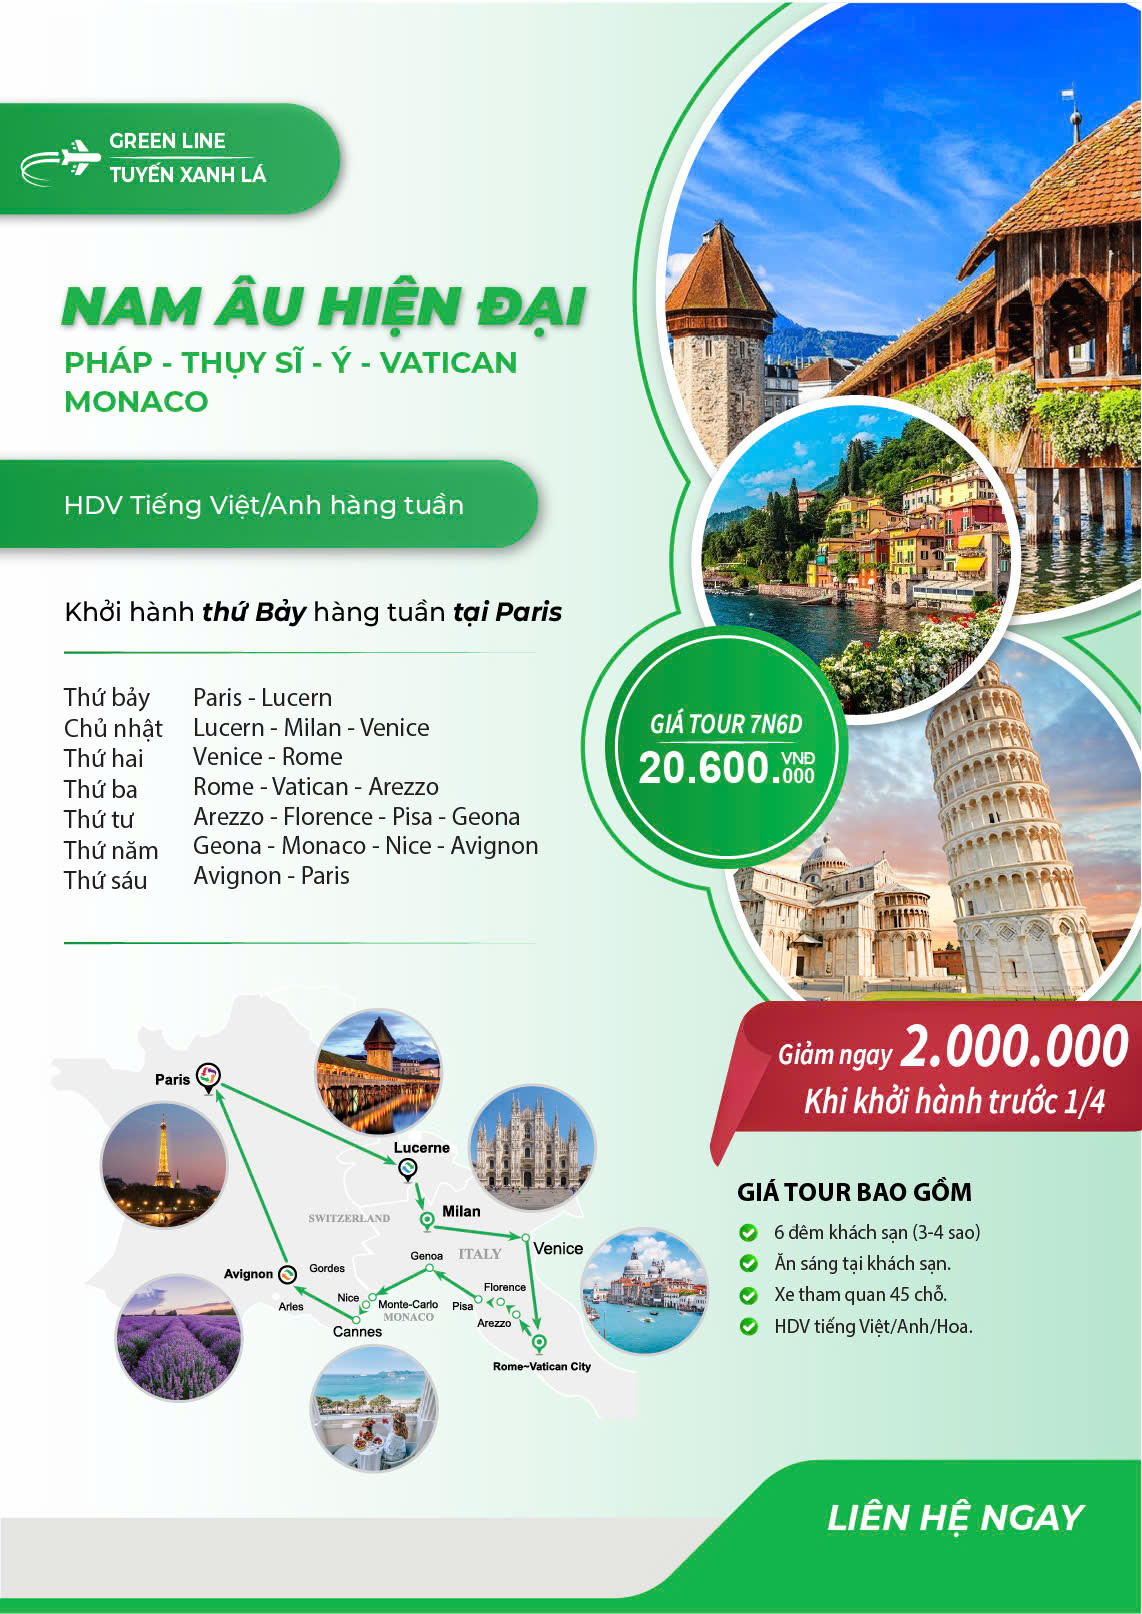 GREEN LINE
TUYẾN XANH LÁ
NAM ÂU HIỆN ĐẠI
PHÁP - THỤY SĨ - Ý - VATICAN
MONACO
HDV Tiếng Việt/Anh hàng tuần
Khởi hành thứ Bảy hàng tuần tại Paris
Thứ bảy Paris - Lucern
Chủ nhật Lucern - Milan - Venice
Thứ hai Venice - Rome
Thứ ba Rome - Vatican - Arezzo
Thứ tư Arezzo - Florence - Pisa - Geona
Thứ năm Geona - Monaco - Nice - Avignon
Thứ sáu Avignon - Paris
GIÁ TOUR 7N6D
20.600.000 VNĐ
Giảm ngay 2.000.000
Khi khởi hành trước 1/4
Paris
Lucerne
SWITZERLAND
Milan
Venice
ITALY
Genoa
Avignon
Gordes
Arles
Nice
Monte-Carlo
MONACO
Cannes
Pisa
Florence
Arezzo
Rome~Vatican City
GIÁ TOUR BAO GỒM
6 đêm khách sạn (3-4 sao)
Ăn sáng tại khách sạn.
Xe tham quan 45 chỗ.
HDV tiếng Việt/Anh/Hoa.
LIÊN HỆ NGAY